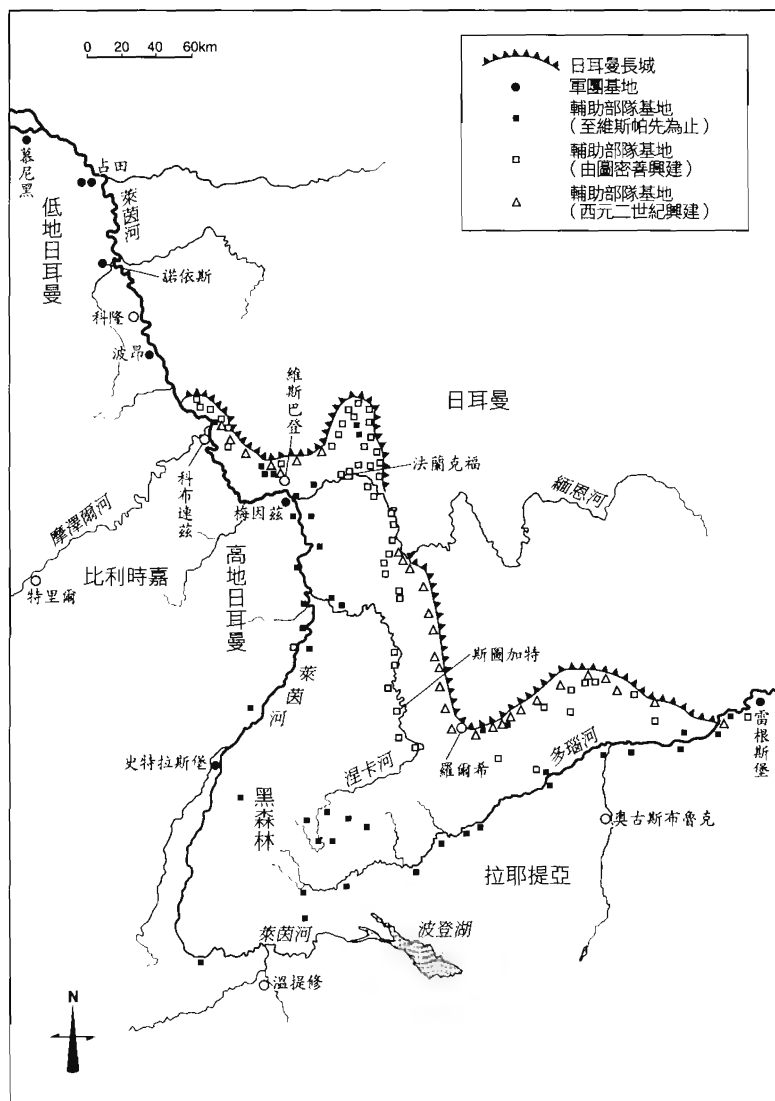 0 20 40 60km
日耳曼長城
軍團基地
輔助部隊基地
（至維斯帕先為止）
輔助部隊基地
（由圖密善興建）
輔助部隊基地
（西元二世紀興建）
慕尼黑
占田
萊茵河
低地日耳曼
諾依斯
科隆
波昂
維斯巴登
日耳曼
法蘭克福
科布連茲
摩澤爾河
緬恩河
梅因茲
高地日耳曼
比利時嘉
特里爾
斯圖加特
萊茵河
雷根斯堡
多瑙河
羅爾希
涅卡河
史特拉斯堡
黑森林
奧古斯布魯克
拉耶提亞
波登湖
萊茵河
溫提修
N